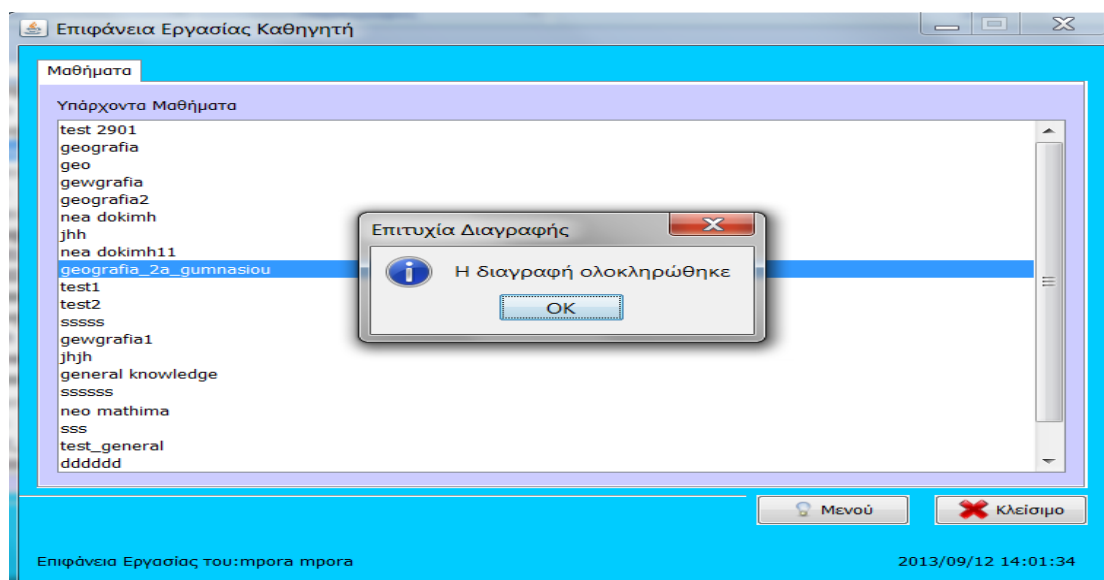 Επιφάνεια Εργασίας Καθηγητή
Μαθήματα
Υπάρχοντα Μαθήματα
test 2901
geografia
geo
gewgrafia
geografia2
nea dokimh
jhh
nea dokimh11
geografia_2a_gumnasiou
test1
test2
sssss
gewgrafia1
jhjh
general knowledge
ssssss
neo mathima
sss
test_general
dddddd
Επιτυχία Διαγραφής
Η διαγραφή ολοκληρώθηκε
OK
Μενού
Κλείσιμο
Επιφάνεια Εργασίας του:mpora mpora
2013/09/12 14:01:34